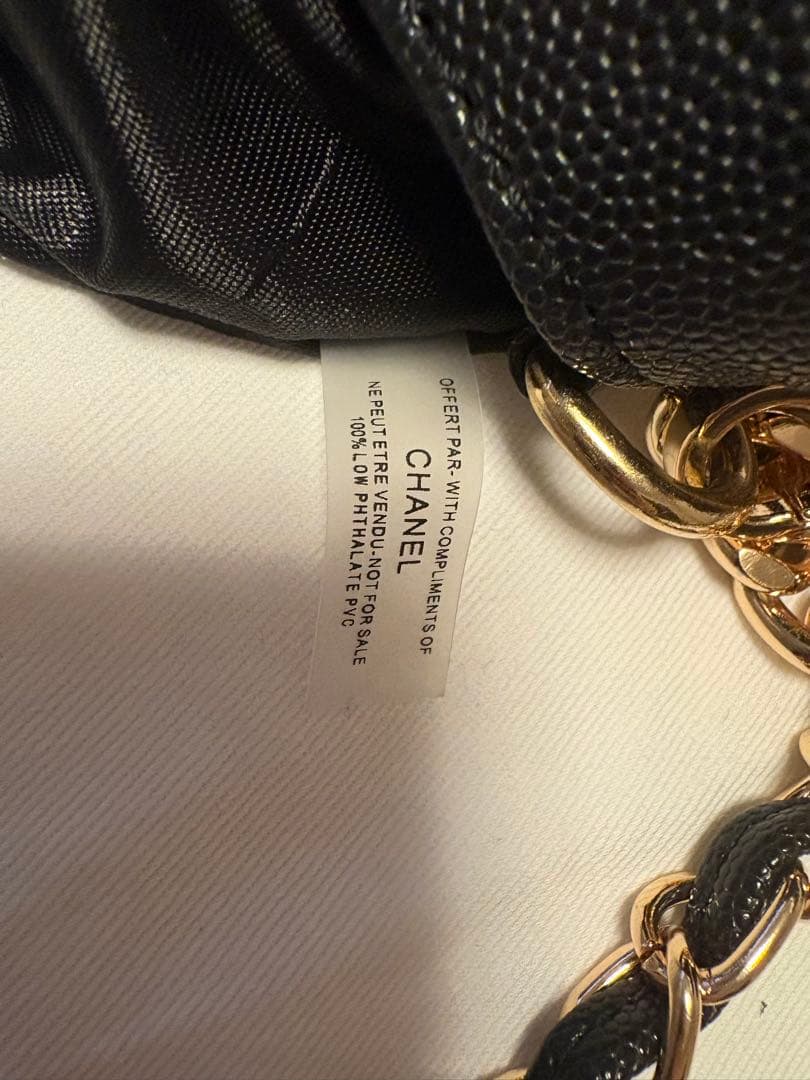 OFFERT PAR-WITH COMPLIMENTS OF
CHANEL
NE PEUT ETRE VENDU-NOT FOR SALE
100% LOW PHTHALATE PVC